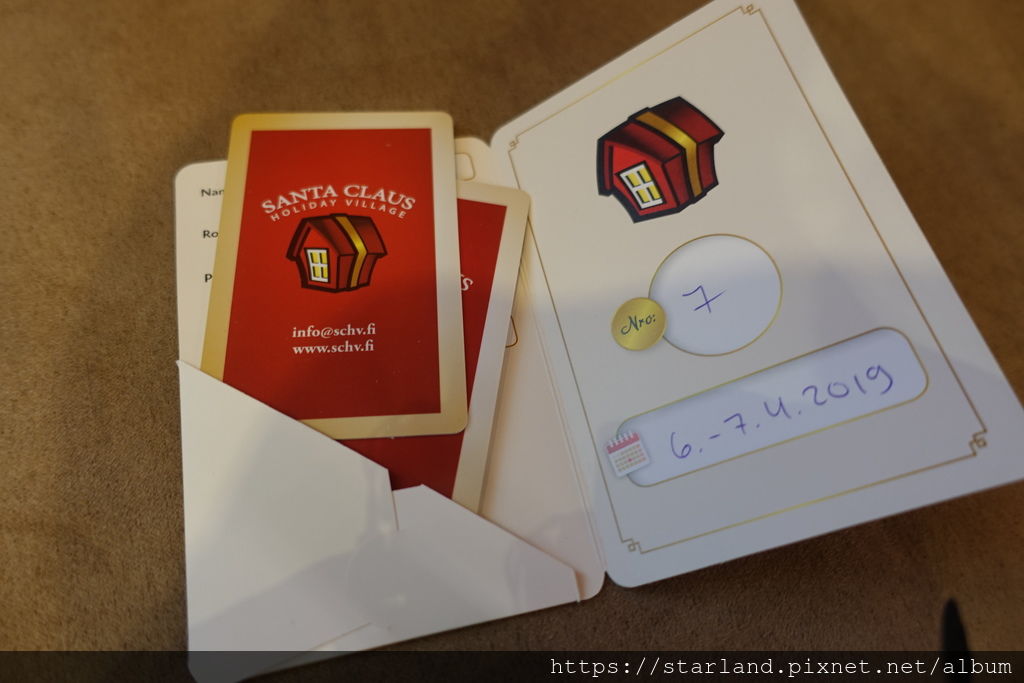 SANTA CLAUS
HOLIDAY VILLAGE
info@schv.fi
www.schv.fi
Nro:
7
6.-7.4.2019
https://starland.pixnet.net/album